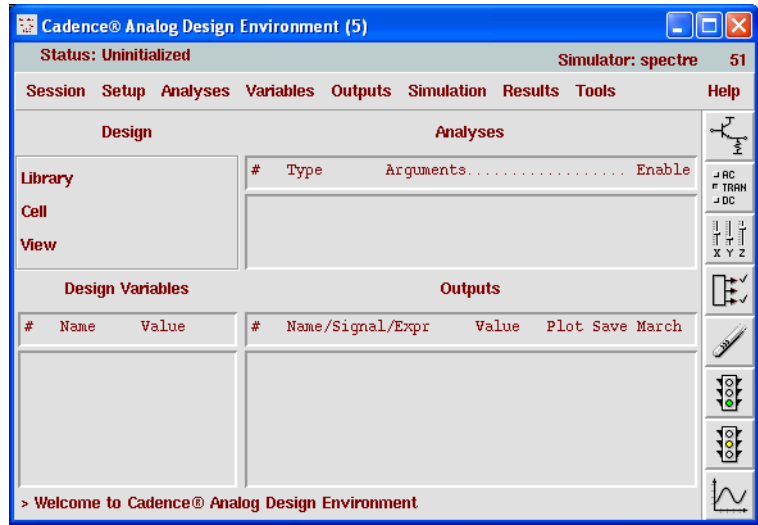 Cadence® Analog Design Environment (5)
Status: Uninitialized Simulator: spectre 51
Session Setup Analyses Variables Outputs Simulation Results Tools Help
Design Analyses
# Type Arguments.................. Enable
Library
Cell
View
AC
TRAN
DC
X Y Z
Design Variables Outputs
# Name Value # Name/Signal/Expr Value Plot Save March
> Welcome to Cadence® Analog Design Environment